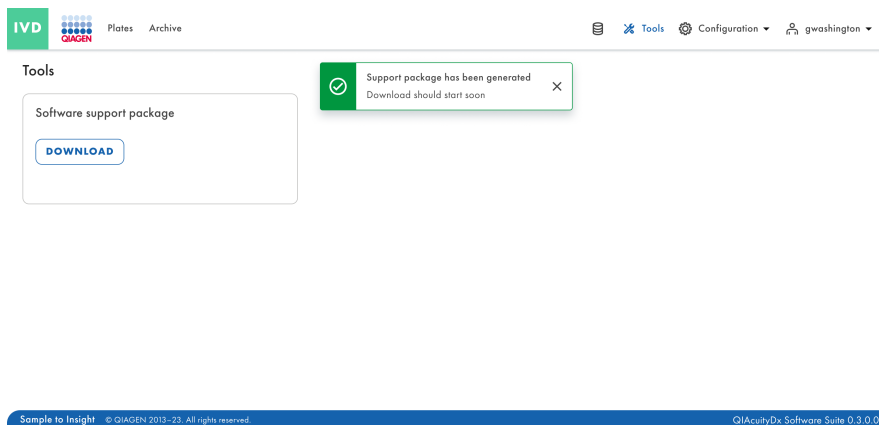 IVD
QIAGEN
Plates Archive
Tools Configuration gwashington
Tools
Support package has been generated
Download should start soon
Software support package
DOWNLOAD
Sample to Insight © QIAGEN 2013–23. All rights reserved.
QIAcuityDx Software Suite 0.3.0.0